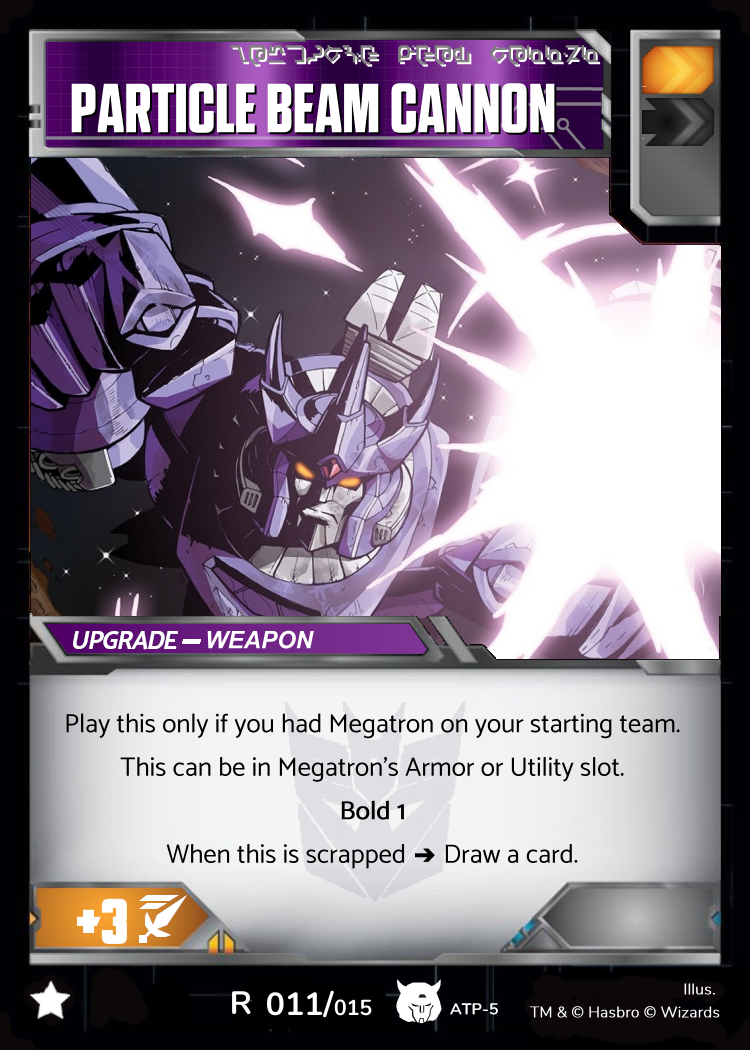 PARTICLE BEAM CANNON
UPGRADE – WEAPON
Play this only if you had Megatron on your starting team.
This can be in Megatron's Armor or Utility slot.
Bold 1
When this is scrapped ➔ Draw a card.
+3
R 011/015 ATP-5
Illus.
TM & © Hasbro © Wizards